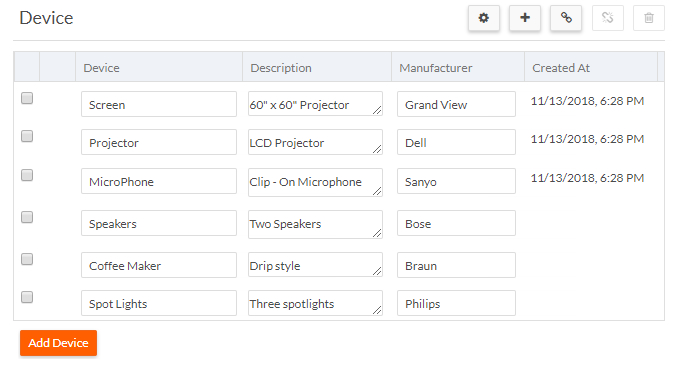 Device
Device Description Manufacturer Created At
Screen 60" x 60" Projector Grand View 11/13/2018, 6:28 PM
Projector LCD Projector Dell 11/13/2018, 6:28 PM
MicroPhone Clip - On Microphone Sanyo 11/13/2018, 6:28 PM
Speakers Two Speakers Bose
Coffee Maker Drip style Braun
Spot Lights Three spotlights Philips
Add Device